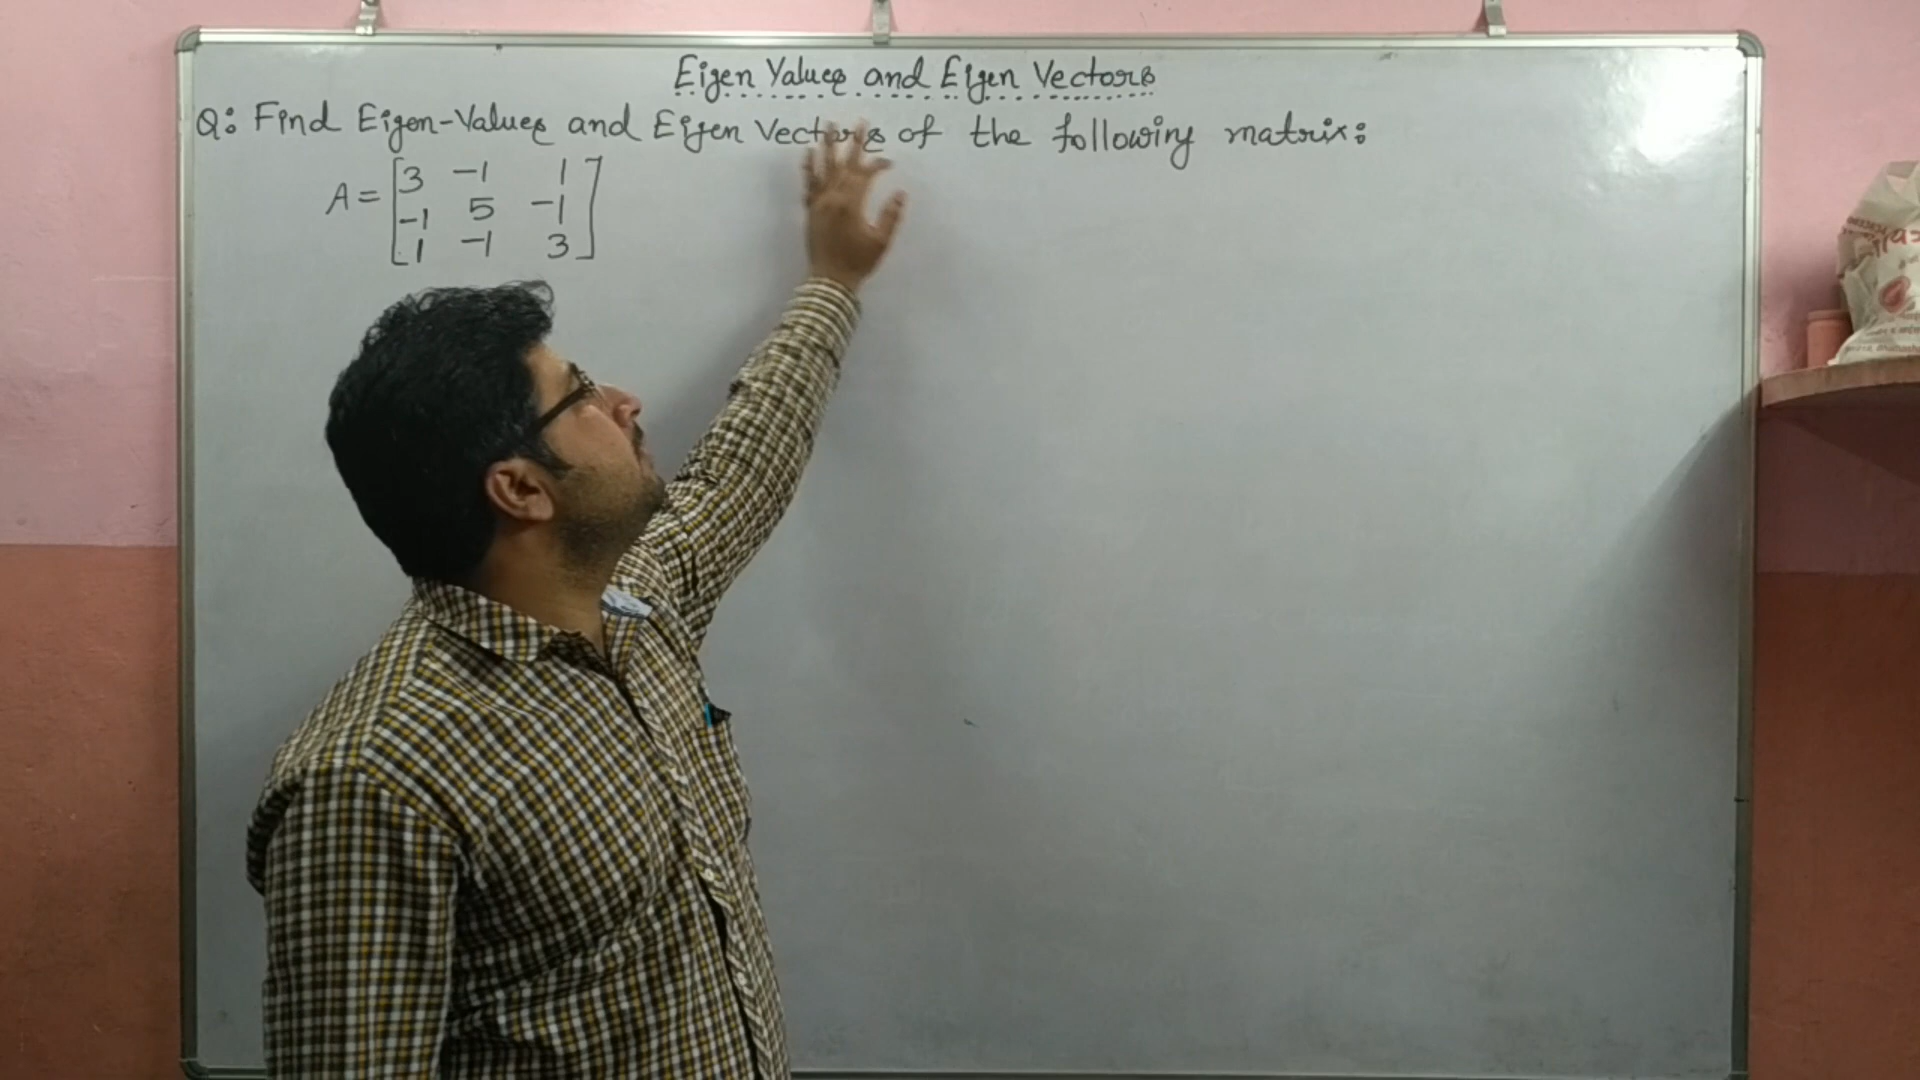 Eigen Values and Eigen Vectors
Q: Find Eigen-Values and Eigen Vectors of the following matrix:
A = [3 -1 1
-1 5 -1
1 -1 3]